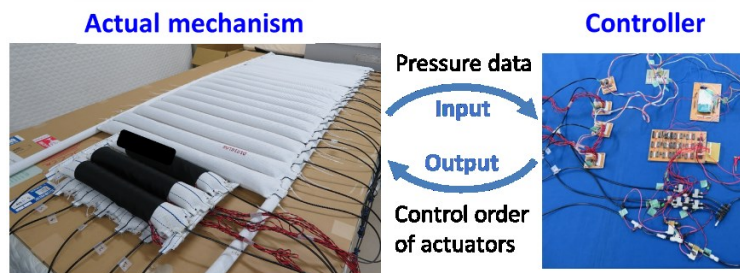 Actual mechanism
Controller
Pressure data
Input
Output
Control order
of actuators